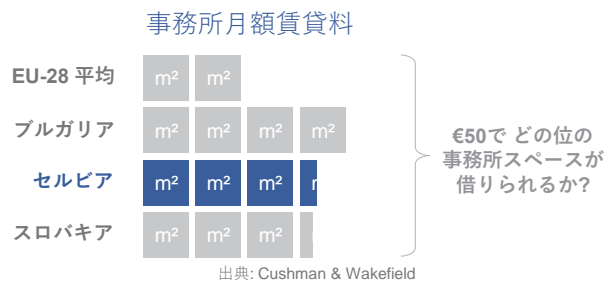 事務所月額賃貸料
EU-28 平均
m² m²
ブルガリア
m² m² m² m²
セルビア
m² m² m²
スロバキア
m² m² m²
€50で どの位の
事務所スペースが
借りられるか?
出典: Cushman & Wakefield